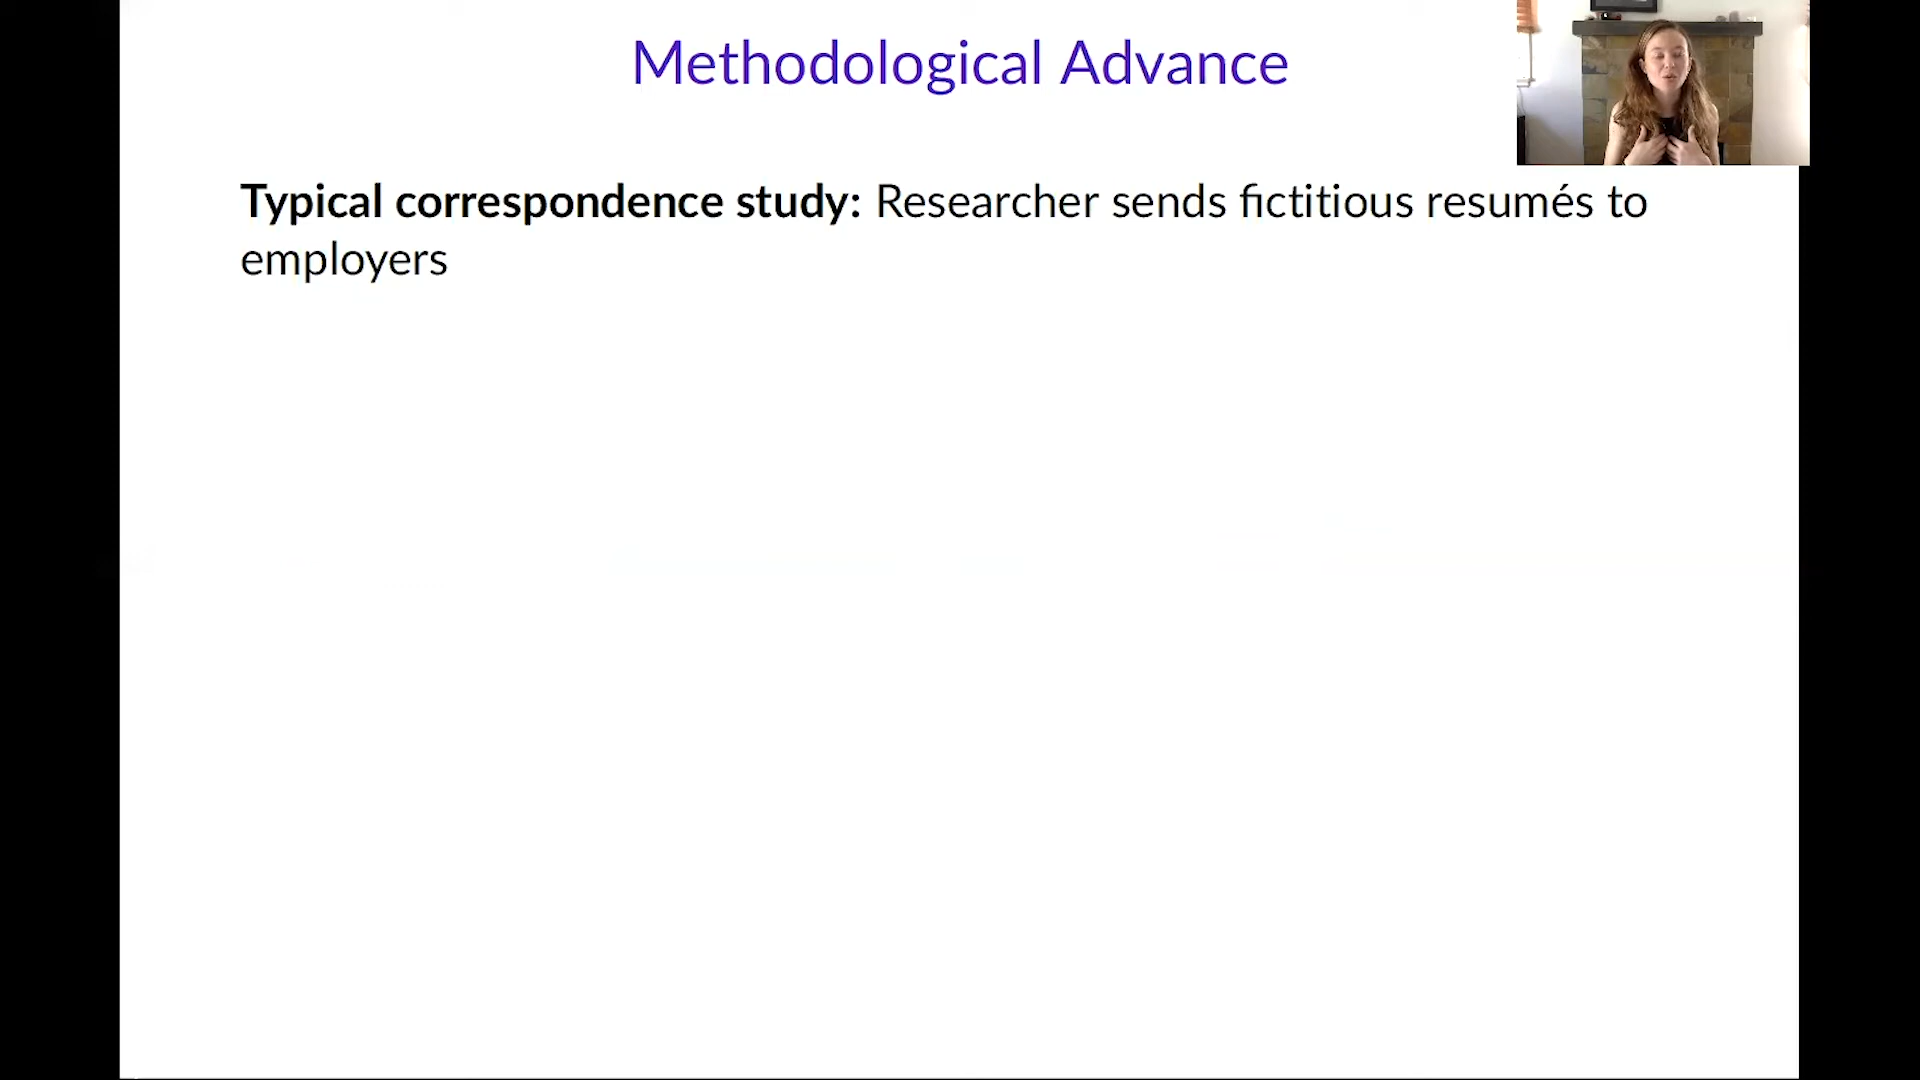 Methodological Advance
Typical correspondence study: Researcher sends fictitious resumés to
employers